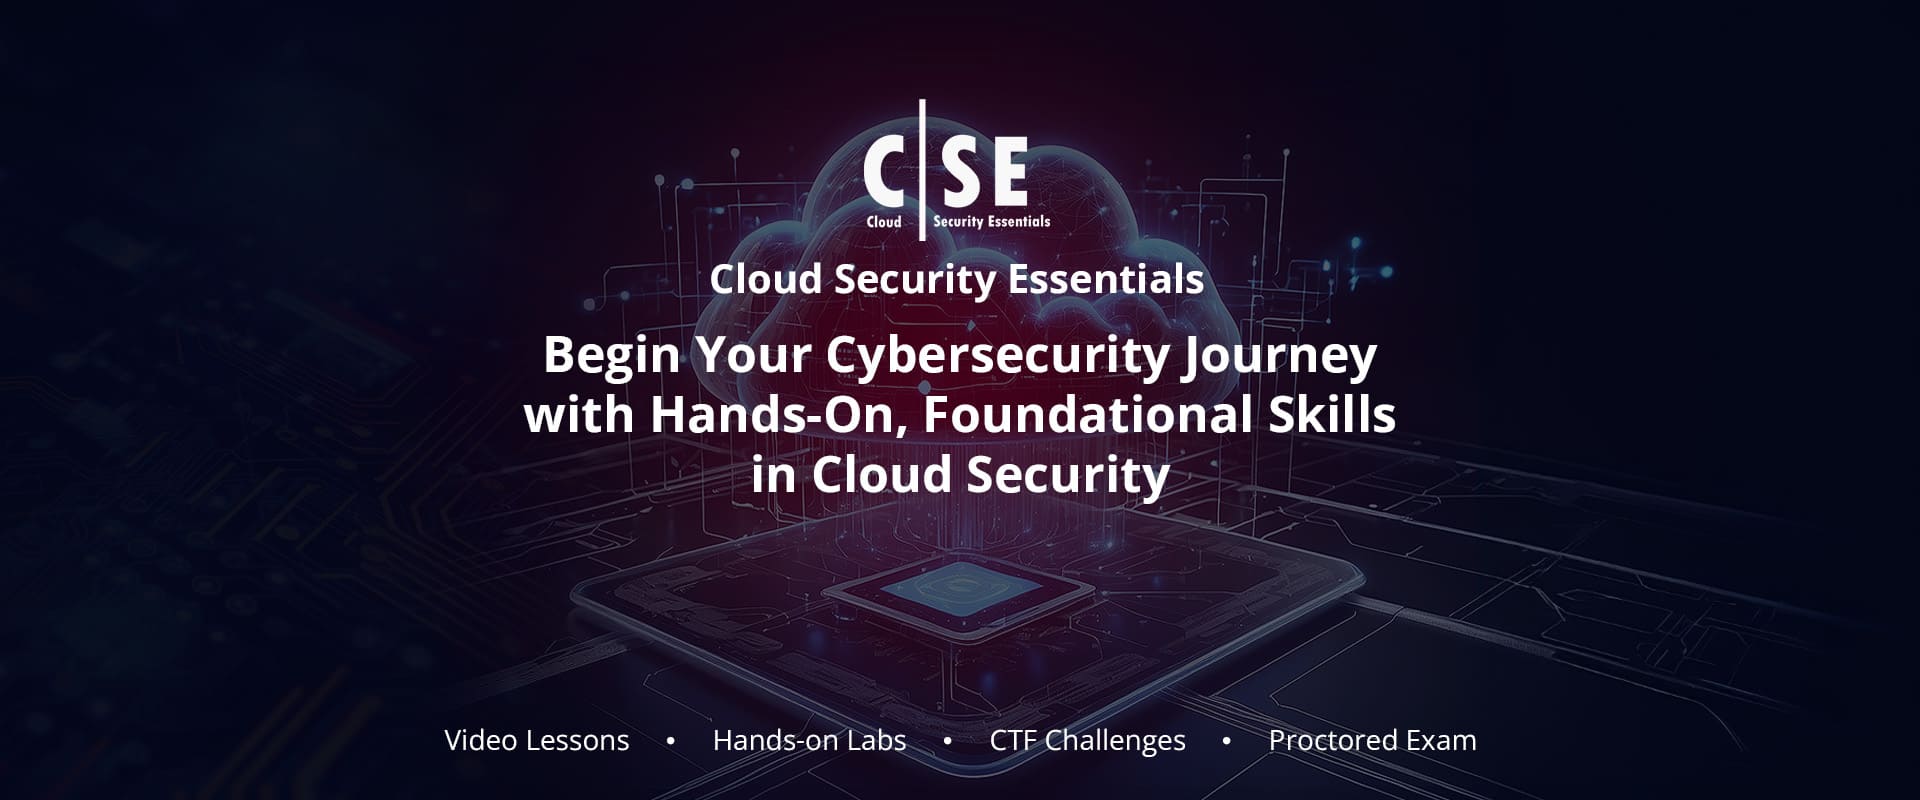 C|SE
Cloud Security Essentials
Cloud Security Essentials
Begin Your Cybersecurity Journey
with Hands-On, Foundational Skills
in Cloud Security
Video Lessons • Hands-on Labs • CTF Challenges • Proctored Exam